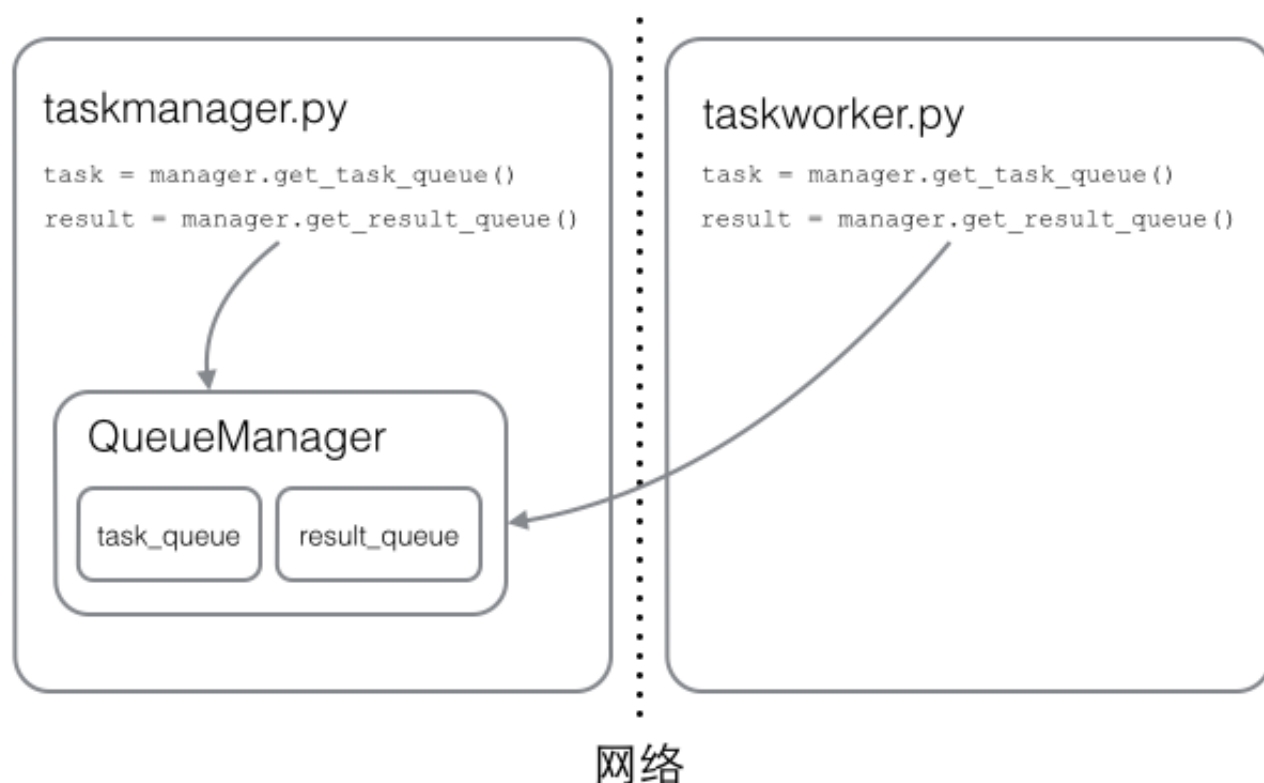 taskmanager.py
task = manager.get_task_queue()
result = manager.get_result_queue()
QueueManager
task_queue
result_queue
taskworker.py
task = manager.get_task_queue()
result = manager.get_result_queue()
网络